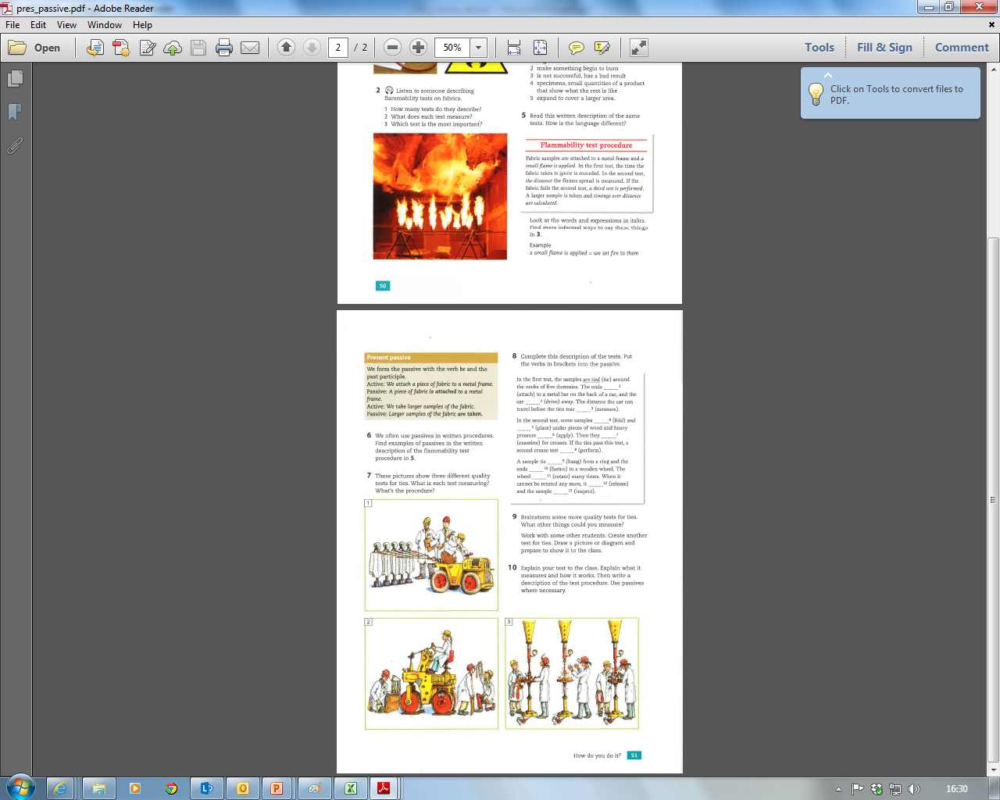 pres_passive.pdf - Adobe Reader
File Edit View Window Help
Open
2 / 2
50%
Tools Fill & Sign Comment
Click on Tools to convert files to
PDF.
2 Listen to someone describing
flammability tests on fabrics.
1 How many tests do they describe?
2 What does each test measure?
3 Which test is the most important?
50
2 make something begin to burn
3 is not successful, has a bad result
4 specimens, small quantities of a product
that show what the rest is like
5 expand to cover a larger area.
5 Read this written description of the same
tests. How is the language different?
Flammability test procedure
Fabric samples are attached to a metal frame and a
small flame is applied. In the first test, the time the
fabric takes to ignite is recorded. In the second test,
the distance the flames spread is measured. If the
fabric fails the second test, a third test is performed.
A larger sample is taken and timings over distance
are calculated.
Look at the words and expressions in italics.
Find more informal ways to say these things
in 3.
Example
a small flame is applied = we set fire to them
Present passive
We form the passive with the verb be and the
past participle.
Active: We attach a piece of fabric to a metal frame.
Passive: A piece of fabric is attached to a metal
frame.
Active: We take larger samples of the fabric.
Passive: Larger samples of the fabric are taken.
6 We often use passives in written procedures.
Find examples of passives in the written
description of the flammability test
procedure in 5.
7 These pictures show three different quality
tests for ties. What is each test measuring?
What's the procedure?
1
2
3
8 Complete this description of the tests. Put
the verbs in brackets into the passive.
In the first test, the samples are tied (tie) around
the necks of five dummies. The ends ........ 1
(attach) to a metal bar on the back of a car, and the
car ........ 2 (drive) away. The distance the car can
travel before the ties tear ........ 3 (measure).
In the second test, some samples ........ 4 (fold) and
........ 5 (place) under pieces of wood and heavy
pressure ........ 6 (apply). Then they ........ 7
(examine) for creases. If the ties pass this test, a
second crease test ........ 8 (perform).
A sample tie ........ 9 (hang) from a ring and the
ends ........ 10 (fasten) to a wooden wheel. The
wheel ........ 11 (rotate) many times. When it
cannot be rotated any more, it ........ 12 (release)
and the sample ........ 13 (inspect).
9 Brainstorm some more quality tests for ties.
What other things could you measure?
Work with some other students. Create another
test for ties. Draw a picture or diagram and
prepare to show it to the class.
10 Explain your test to the class. Explain what it
measures and how it works. Then write a
description of the test procedure. Use passives
where necessary.
How do you do it? 51
16:30